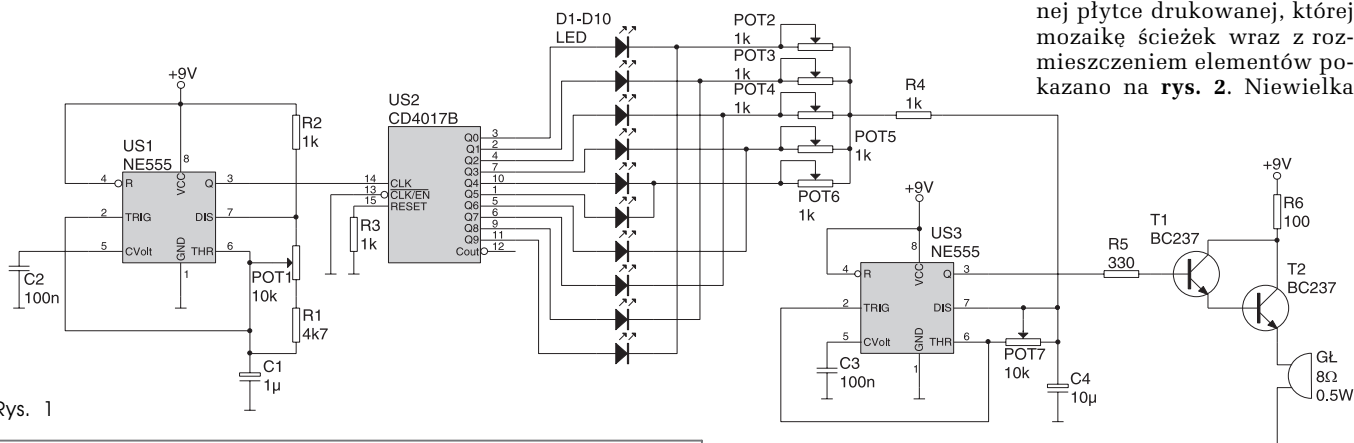 nej płytce drukowanej, której
mozaikę ścieżek wraz z roz-
mieszczeniem elementów po-
kazano na rys. 2. Niewielka
+9V
R2
1k
US1
NE555
4
R
VCC
8
Q
3
2
TRIG
DIS
7
5
CVolt
GND
THR
6
1
C2
100n
POT1
10k
R1
4k7
C1
1µ
US2
CD4017B
14
CLK
13
CLK/EN
15
RESET
R3
1k
Q0
3
Q1
2
Q2
4
Q3
7
Q4
10
Q5
1
Q6
5
Q7
6
Q8
9
Q9
11
Cout
12
D1-D10
LED
POT2
1k
POT3
1k
POT4
1k
POT5
1k
POT6
1k
R4
1k
+9V
US3
NE555
4
R
VCC
8
Q
3
2
TRIG
DIS
7
5
CVolt
GND
THR
6
1
C3
100n
POT7
10k
C4
10µ
R5
330
T1
BC237
+9V
R6
100
T2
BC237
GŁ
8Ω
0.5W
Rys. 1